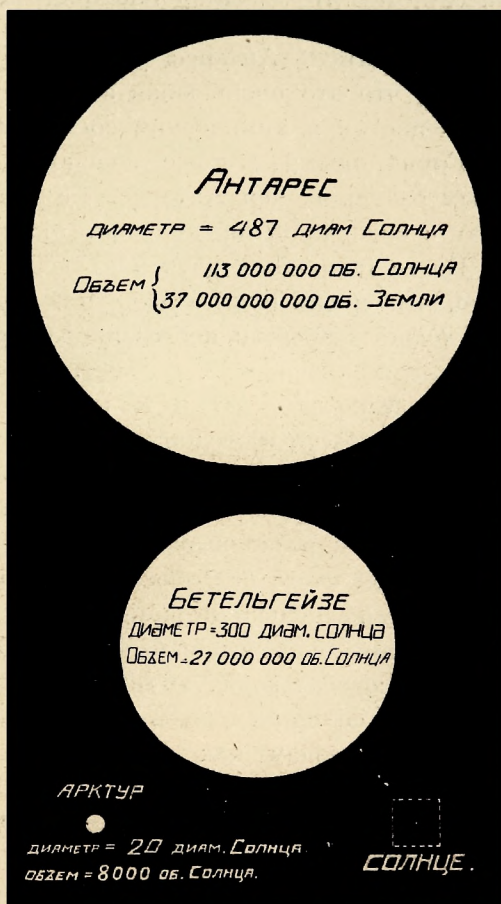 Антарес
диаметр = 487 диам Солнца
Объем { 113 000 000 об. Солнца
37 000 000 000 об. Земли
Бетельгейзе
Диаметр = 300 диам. солнца
Объем = 27 000 000 об. Солнца
Арктур
диаметр = 20 диам. Солнца.
объем = 8000 об. Солнца.
Солнце.